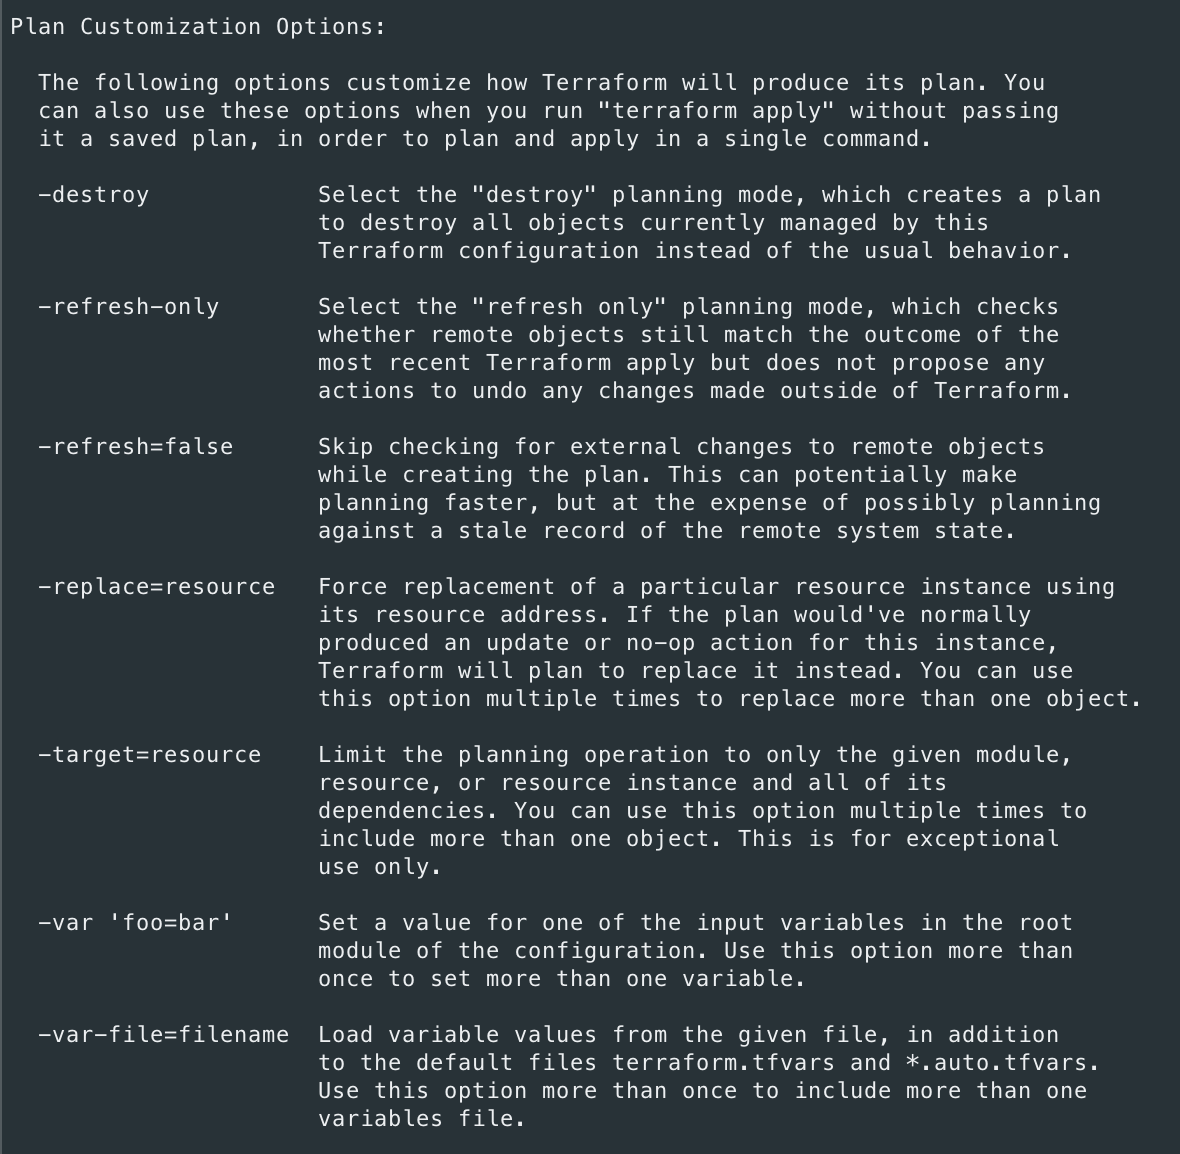 Plan Customization Options:

  The following options customize how Terraform will produce its plan. You
  can also use these options when you run "terraform apply" without passing
  it a saved plan, in order to plan and apply in a single command.

  -destroy            Select the "destroy" planning mode, which creates a plan
                      to destroy all objects currently managed by this
                      Terraform configuration instead of the usual behavior.

  -refresh-only       Select the "refresh only" planning mode, which checks
                      whether remote objects still match the outcome of the
                      most recent Terraform apply but does not propose any
                      actions to undo any changes made outside of Terraform.

  -refresh=false      Skip checking for external changes to remote objects
                      while creating the plan. This can potentially make
                      planning faster, but at the expense of possibly planning
                      against a stale record of the remote system state.

  -replace=resource   Force replacement of a particular resource instance using
                      its resource address. If the plan would've normally
                      produced an update or no-op action for this instance,
                      Terraform will plan to replace it instead. You can use
                      this option multiple times to replace more than one object.

  -target=resource    Limit the planning operation to only the given module,
                      resource, or resource instance and all of its
                      dependencies. You can use this option multiple times to
                      include more than one object. This is for exceptional
                      use only.

  -var 'foo=bar'      Set a value for one of the input variables in the root
                      module of the configuration. Use this option more than
                      once to set more than one variable.

  -var-file=filename  Load variable values from the given file, in addition
                      to the default files terraform.tfvars and *.auto.tfvars.
                      Use this option more than once to include more than one
                      variables file.